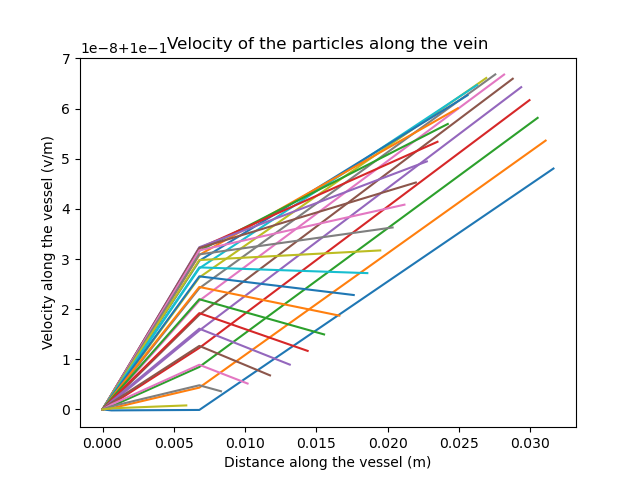 Velocity of the particles along the vein
1e−8+1e−1
7
6
5
4
3
2
1
0
Velocity along the vessel (v/m)
0.000 0.005 0.010 0.015 0.020 0.025 0.030
Distance along the vessel (m)